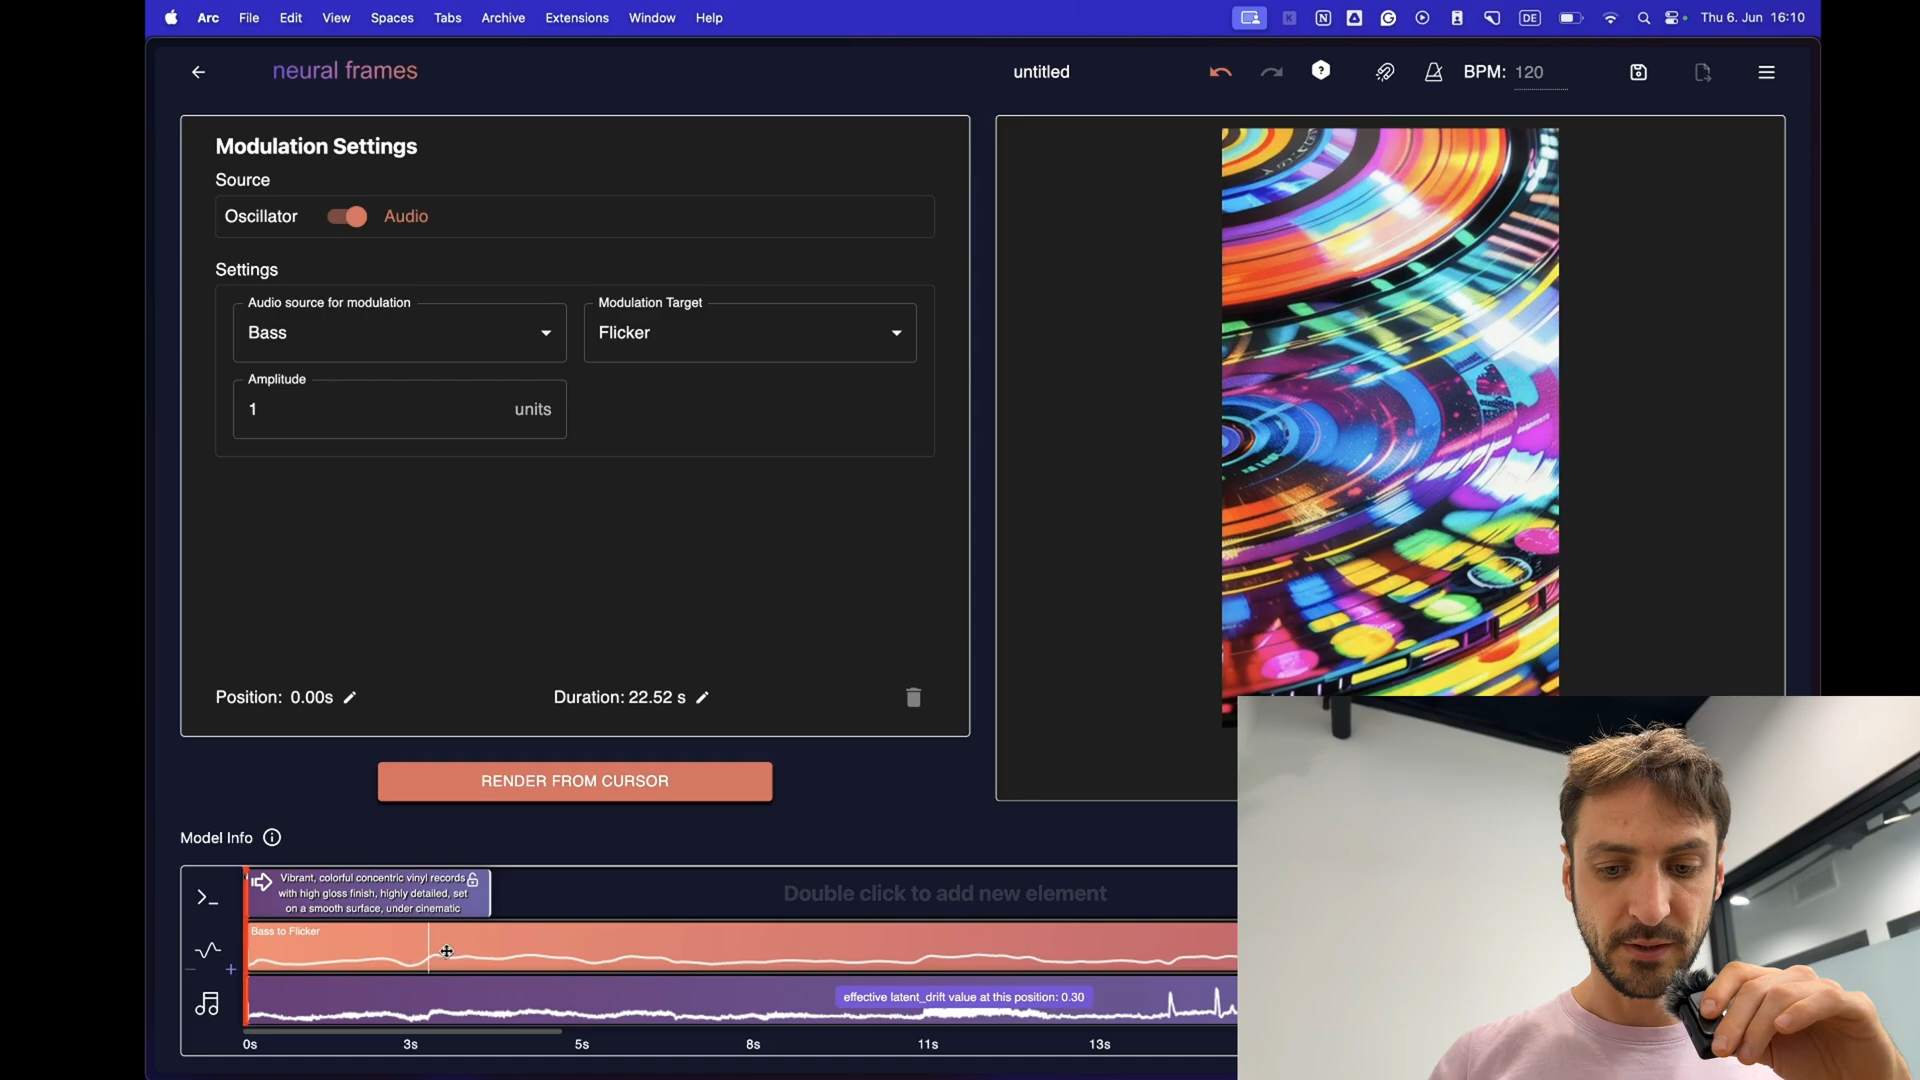 Arc File Edit View Spaces Tabs Archive Extensions Window Help DE Thu 6. Jun 16:10
neural frames untitled BPM: 120
Modulation Settings
Source
Oscillator Audio
Settings
Audio source for modulation
Bass
Modulation Target
Flicker
Amplitude
1 units
Position: 0.00s
Duration: 22.52 s
RENDER FROM CURSOR
Model Info
Vibrant, colorful concentric vinyl records
with high gloss finish, highly detailed, set
on a smooth surface, under cinematic
Double click to add new element
Bass to Flicker
effective latent_drift value at this position: 0.30
0s 3s 5s 8s 11s 13s